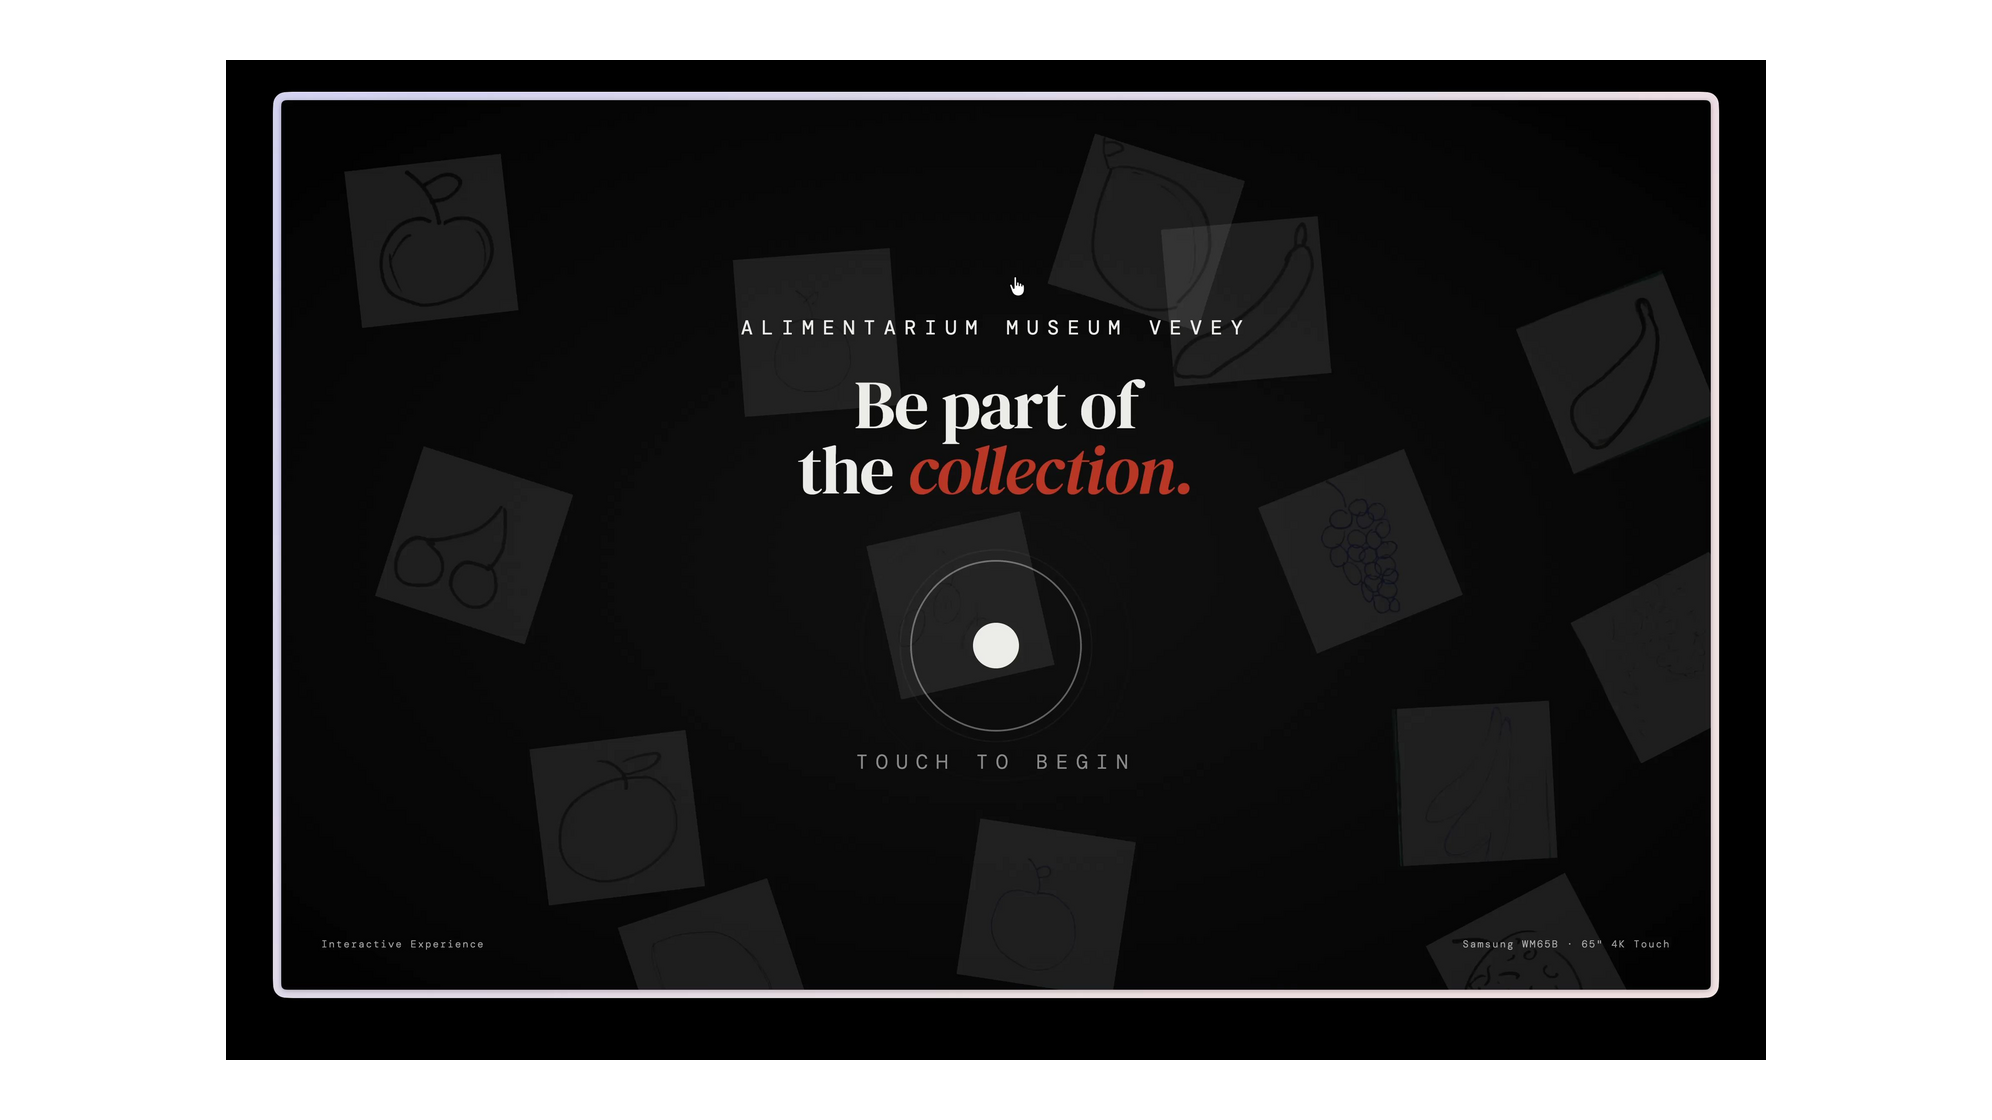 ALIMENTARIUM MUSEUM VEVEY
Be part of
the collection.
TOUCH TO BEGIN
Interactive Experience
Samsung WM65B · 65" 4K Touch